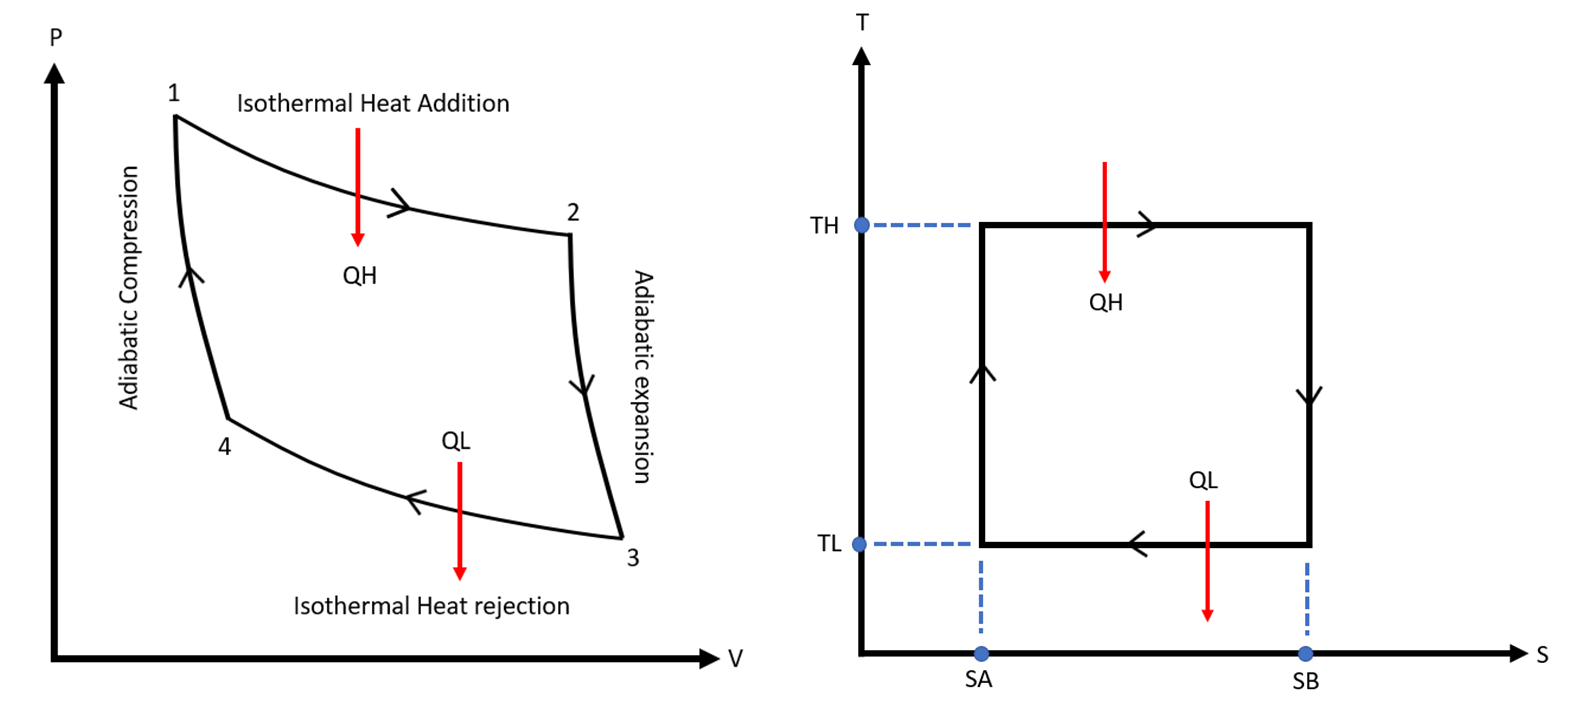 P
1
Isothermal Heat Addition
2
QH
Adiabatic Compression
Adiabatic expansion
QL
4
3
Isothermal Heat rejection
V
T
TH
QH
QL
TL
S
SA
SB